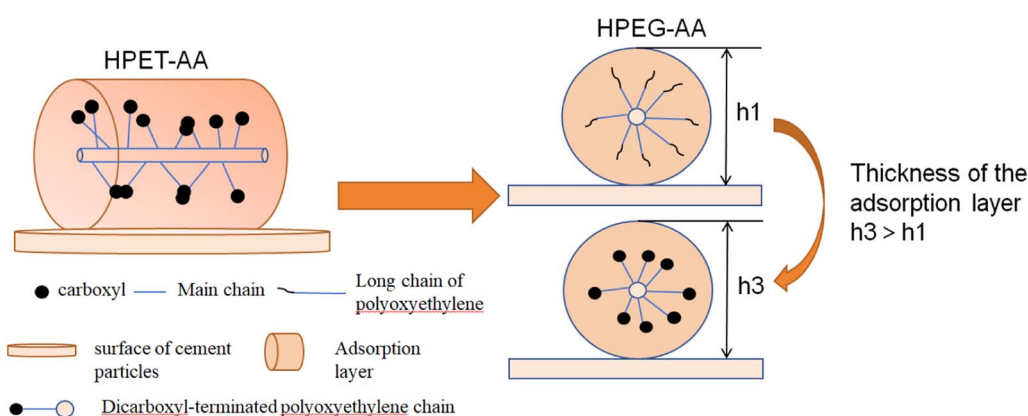 HPET-AA
HPEG-AA
h1
Thickness of the
adsorption layer
h3 > h1
h3
carboxyl
Main chain
Long chain of
polyoxyethylene
surface of cement
particles
Adsorption
layer
Dicarboxyl-terminated polyoxyethylene chain